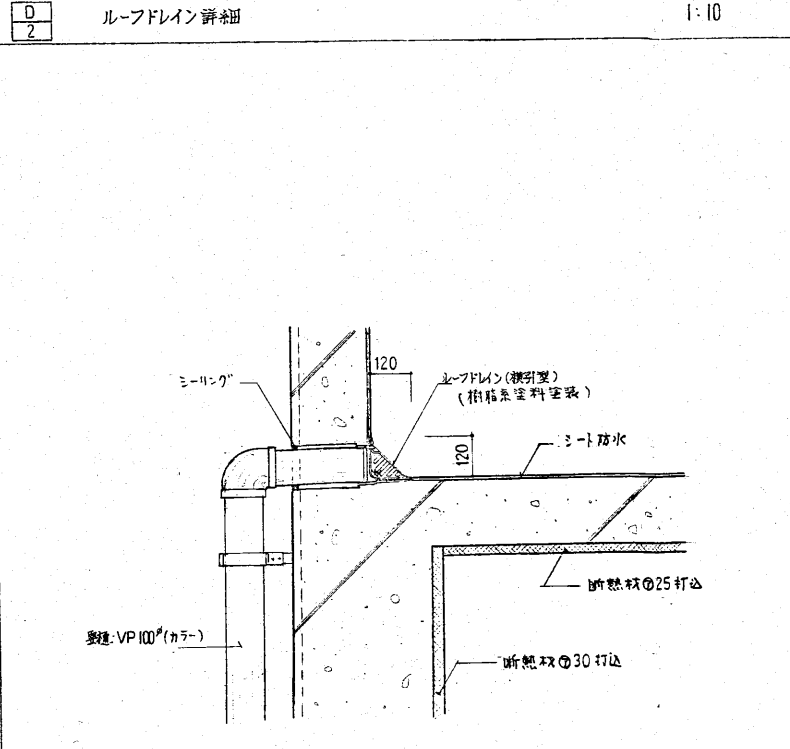 D
2
ルーフドレイン詳細
1:10
120
シーリング
ルーフドレイン(横引型)
(樹脂系塗料塗装)
120
シート防水
断熱材㋐25打込
竪樋:VP100φ(カラー)
断熱材㋐30打込